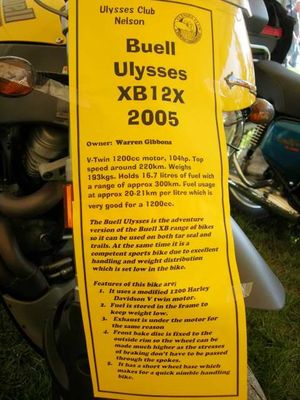 Ulysses Club
Nelson
Buell
Ulysses
XB12X
2005
Owner: Warren Gibbons
V-Twin 1200cc motor, 104hp. Top
speed around 220km. Weighs
193kgs. Holds 16.7 litres of fuel with
a range of approx 300km. Fuel usage
at approx 20-21km per litre which is
very good for a 1200cc.
The Buell Ulysses is the adventure
version of the Buell XB range of bikes
so it can be used on both tar seal and
trails. At the same time it is a
competent sports bike due to excellent
handling and weight distribution
which is set low in the bike.
Features of this bike are;
1. It uses a modified 1200 Harley
Davidson V twin motor.
2. Fuel is stored in the frame to
keep weight low.
3. Exhaust is under the motor for
the same reason
4. Front bake disc is fixed to the
outside rim so the wheel can be
made much higher as the stresses
of braking don't have to be passed
through the spokes.
5. It has a short wheel base which
makes for a quick nimble handling
bike.